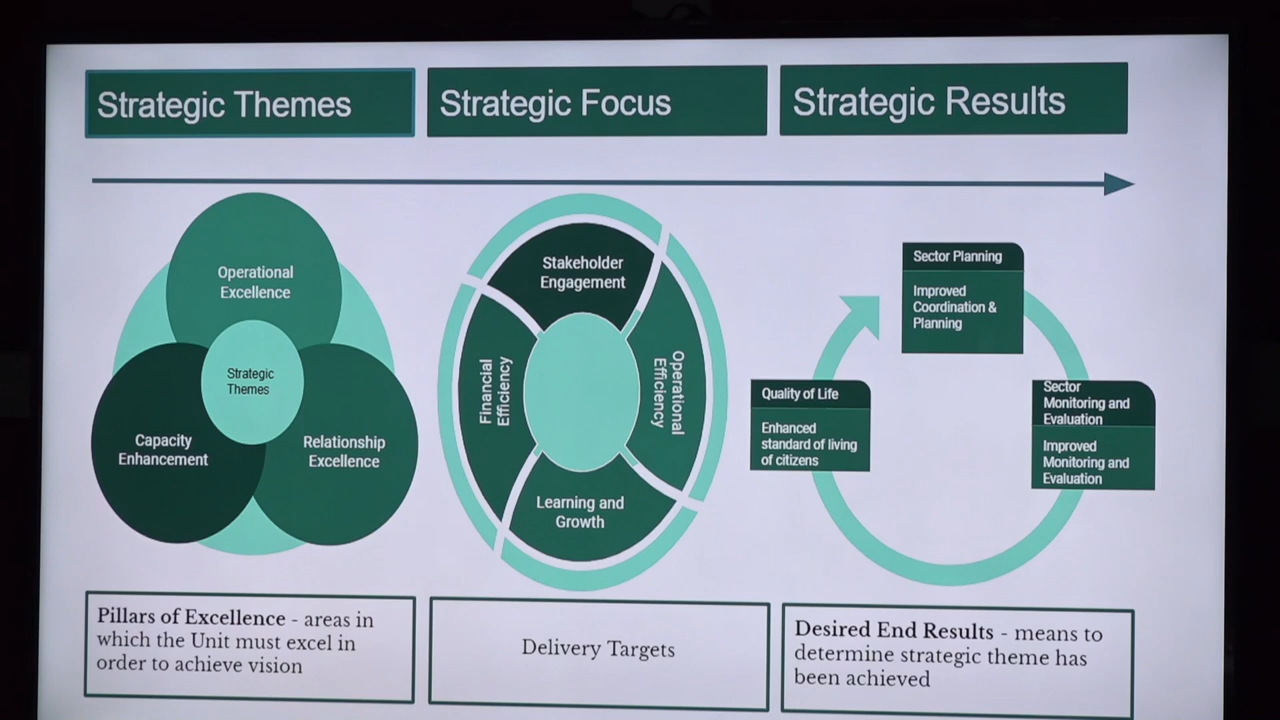 Strategic Themes
Strategic Focus
Strategic Results
Operational
Excellence
Strategic
Themes
Capacity
Enhancement
Relationship
Excellence
Stakeholder
Engagement
Financial
Efficiency
Operational
Efficiency
Learning and
Growth
Sector Planning
Improved
Coordination &
Planning
Quality of Life
Enhanced
standard of living
of citizens
Sector
Monitoring and
Evaluation
Improved
Monitoring and
Evaluation
Pillars of Excellence - areas in
which the Unit must excel in
order to achieve vision
Delivery Targets
Desired End Results - means to
determine strategic theme has
been achieved